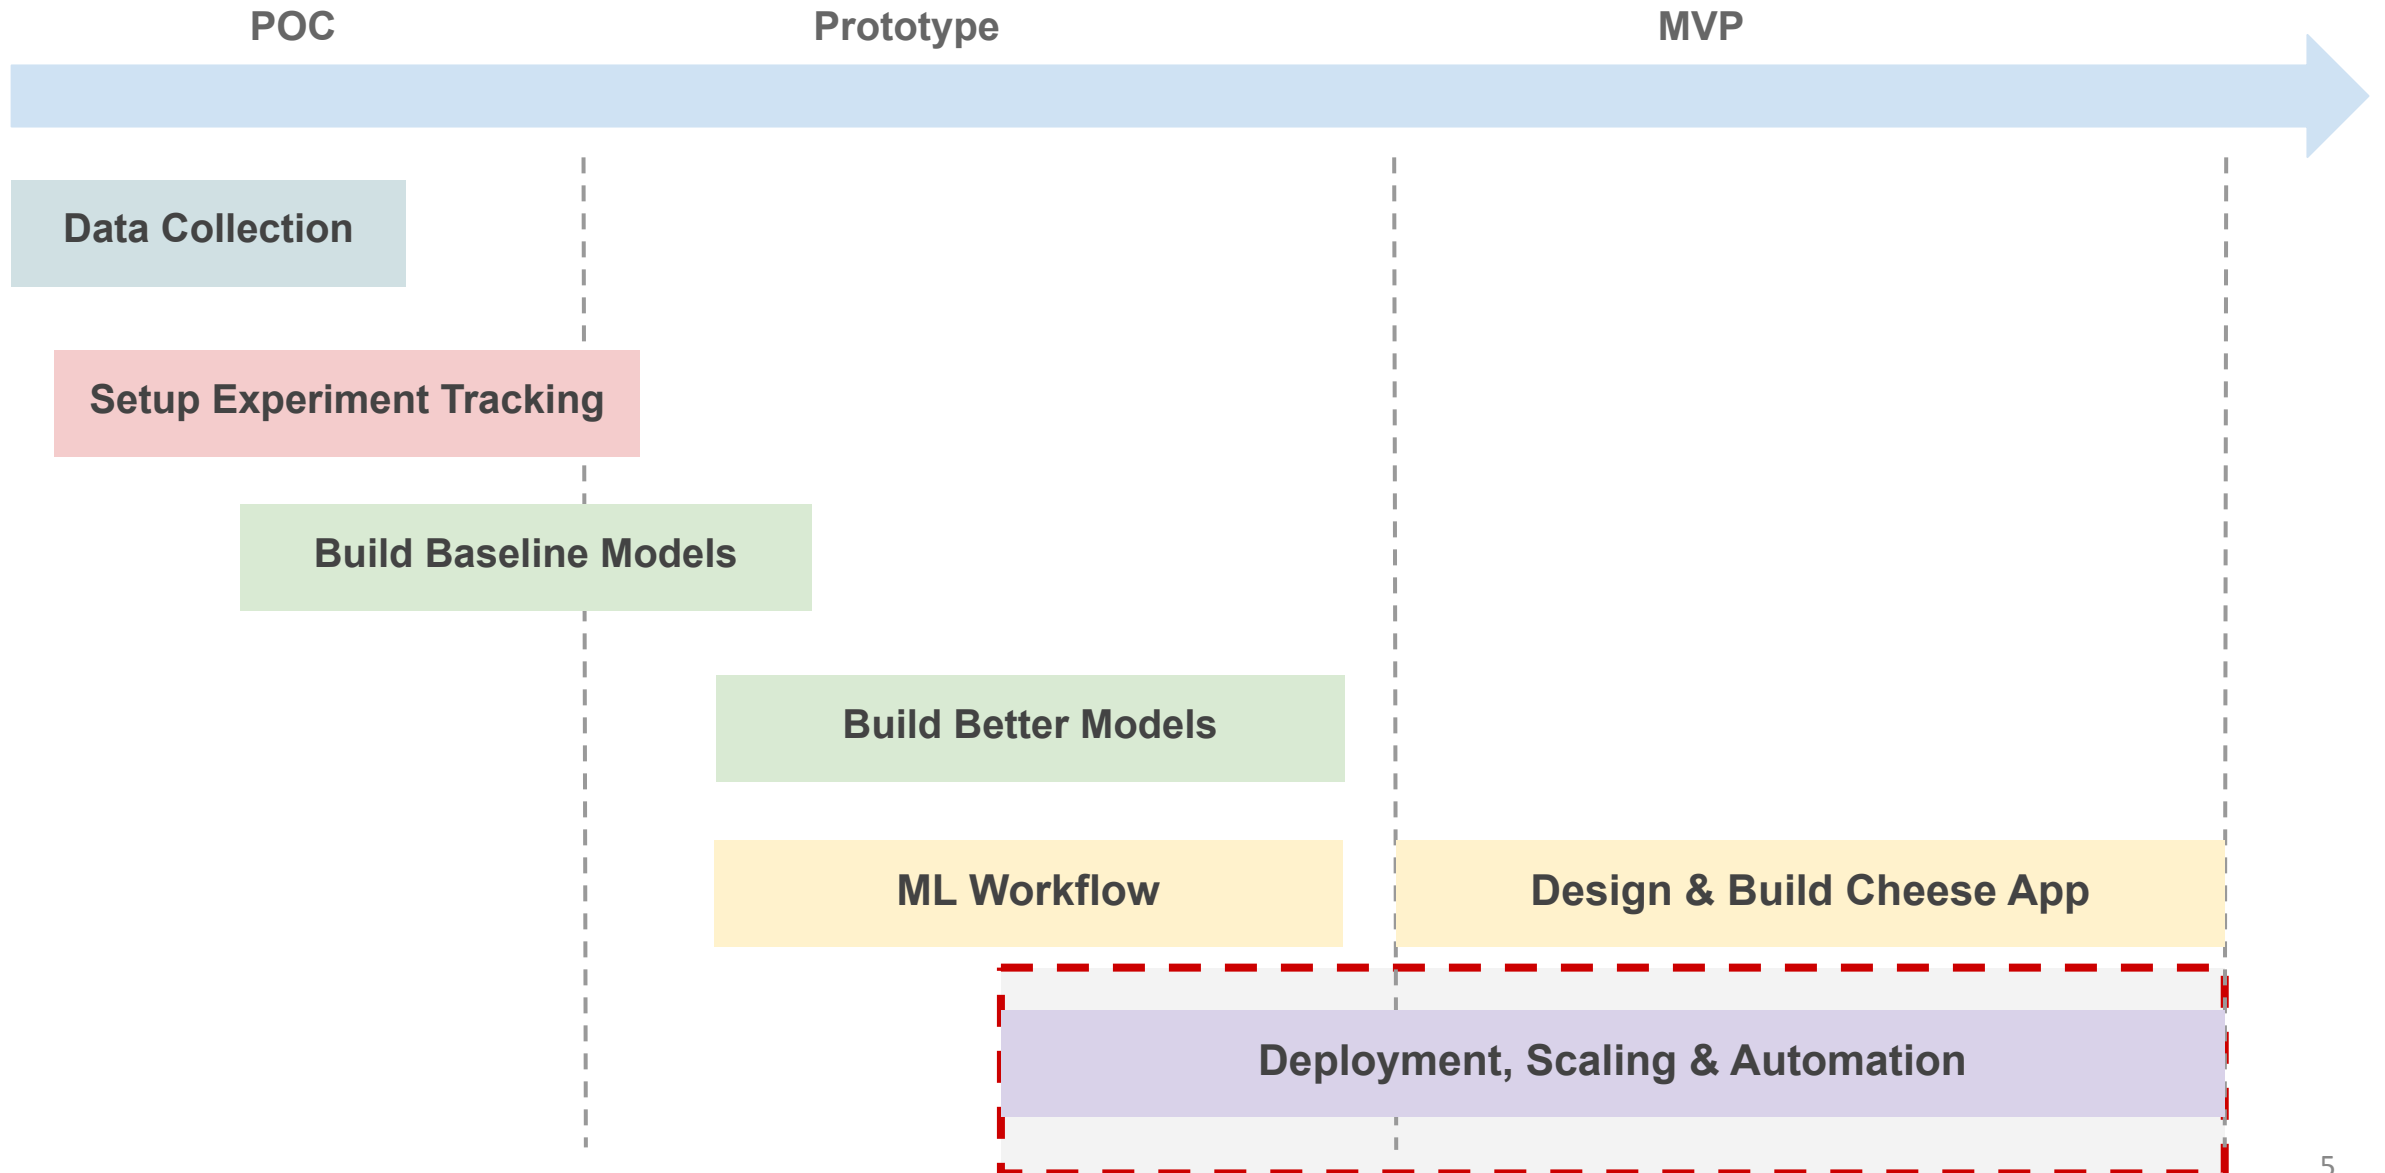 POC
Prototype
MVP
Data Collection
Setup Experiment Tracking
Build Baseline Models
Build Better Models
ML Workflow
Design & Build Cheese App
Deployment, Scaling & Automation
5